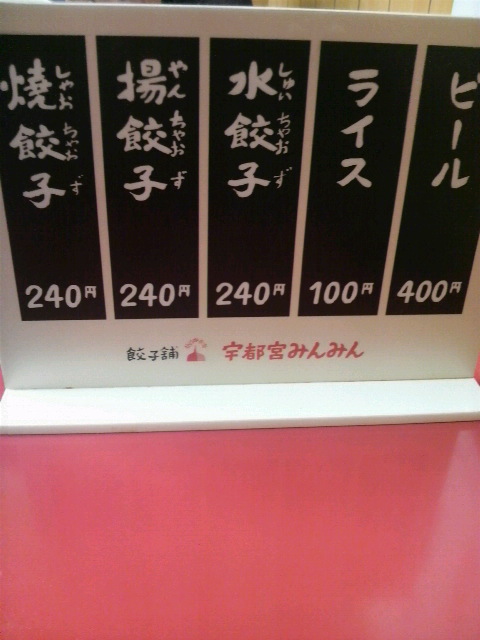 焼餃子
しゃおちゃおず
240円
揚餃子
やんちゃおず
240円
水餃子
しゅいちゃおず
240円
ライス
100円
ビール
400円
餃子舗 宇都宮みんみん